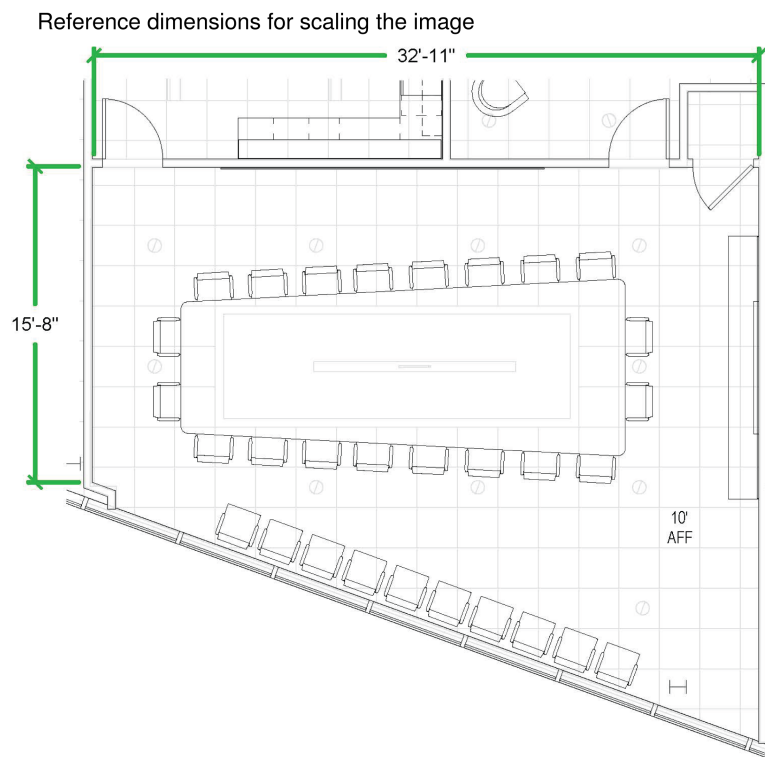 Reference dimensions for scaling the image
32'-11"
15'-8"
10'
AFF